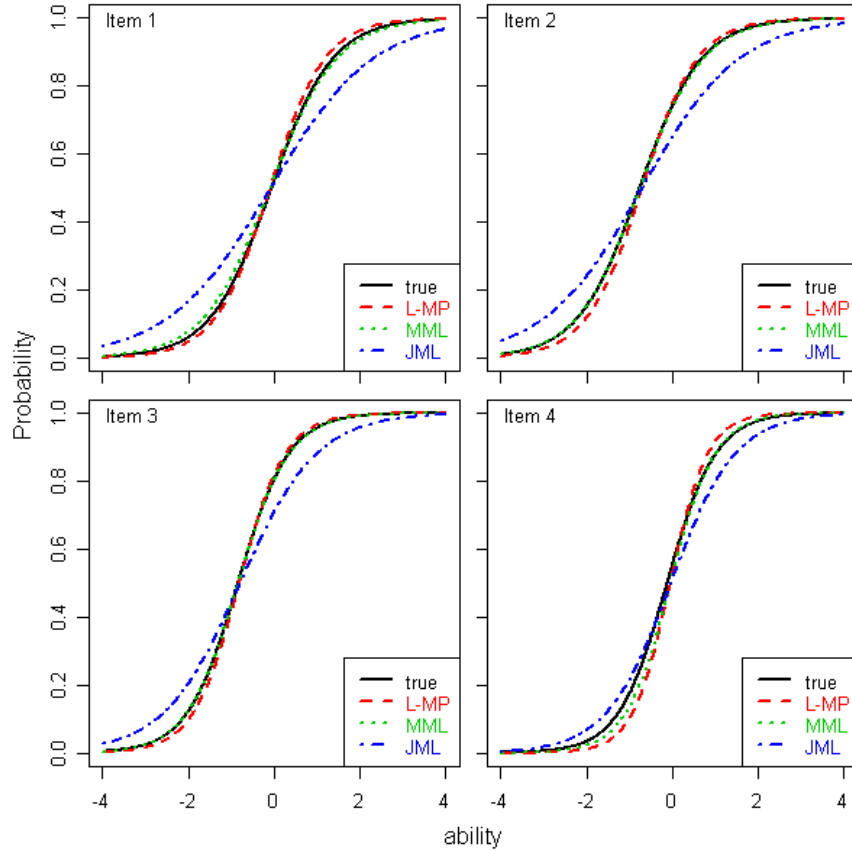 Item 1
Item 2
1.0
0.8
0.6
0.4
0.2
0.0
true
L-MP
MML
JML
true
L-MP
MML
JML
Probability
Item 3
Item 4
1.0
0.8
0.6
0.4
0.2
0.0
true
L-MP
MML
JML
true
L-MP
MML
JML
-4 -2 0 2 4 -4 -2 0 2 4
ability